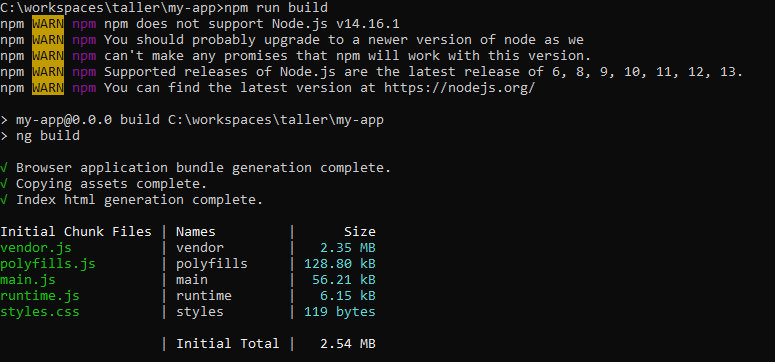 C:\workspaces\taller\my-app>npm run build
npm WARN npm npm does not support Node.js v14.16.1
npm WARN npm You should probably upgrade to a newer version of node as we
npm WARN npm can't make any promises that npm will work with this version.
npm WARN npm Supported releases of Node.js are the latest release of 6, 8, 9, 10, 11, 12, 13.
npm WARN npm You can find the latest version at https://nodejs.org/
> my-app@0.0.0 build C:\workspaces\taller\my-app
> ng build
√ Browser application bundle generation complete.
√ Copying assets complete.
√ Index html generation complete.
Initial Chunk Files | Names         |      Size
vendor.js           | vendor        |   2.35 MB
polyfills.js        | polyfills     | 128.80 kB
main.js             | main          |  56.21 kB
runtime.js          | runtime       |   6.15 kB
styles.css          | styles        | 119 bytes
                    | Initial Total |   2.54 MB